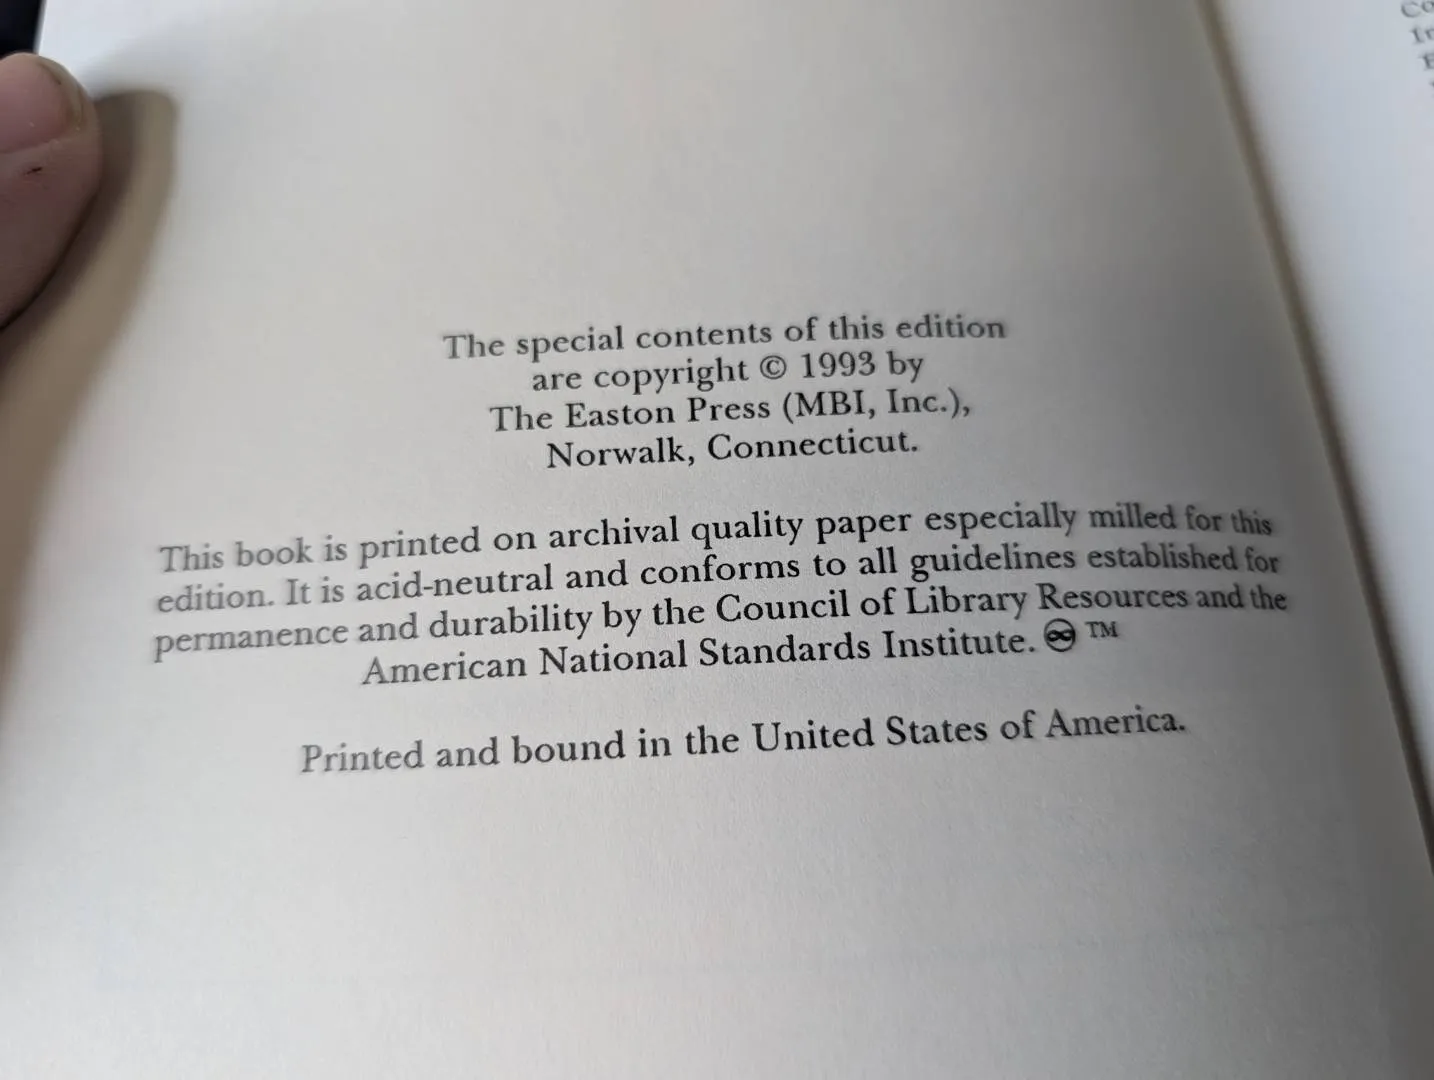 The special contents of this edition
are copyright © 1993 by
The Easton Press (MBI, Inc.),
Norwalk, Connecticut.
This book is printed on archival quality paper especially milled for this
edition. It is acid-neutral and conforms to all guidelines established for
permanence and durability by the Council of Library Resources and the
American National Standards Institute. ♾ ™
Printed and bound in the United States of America.